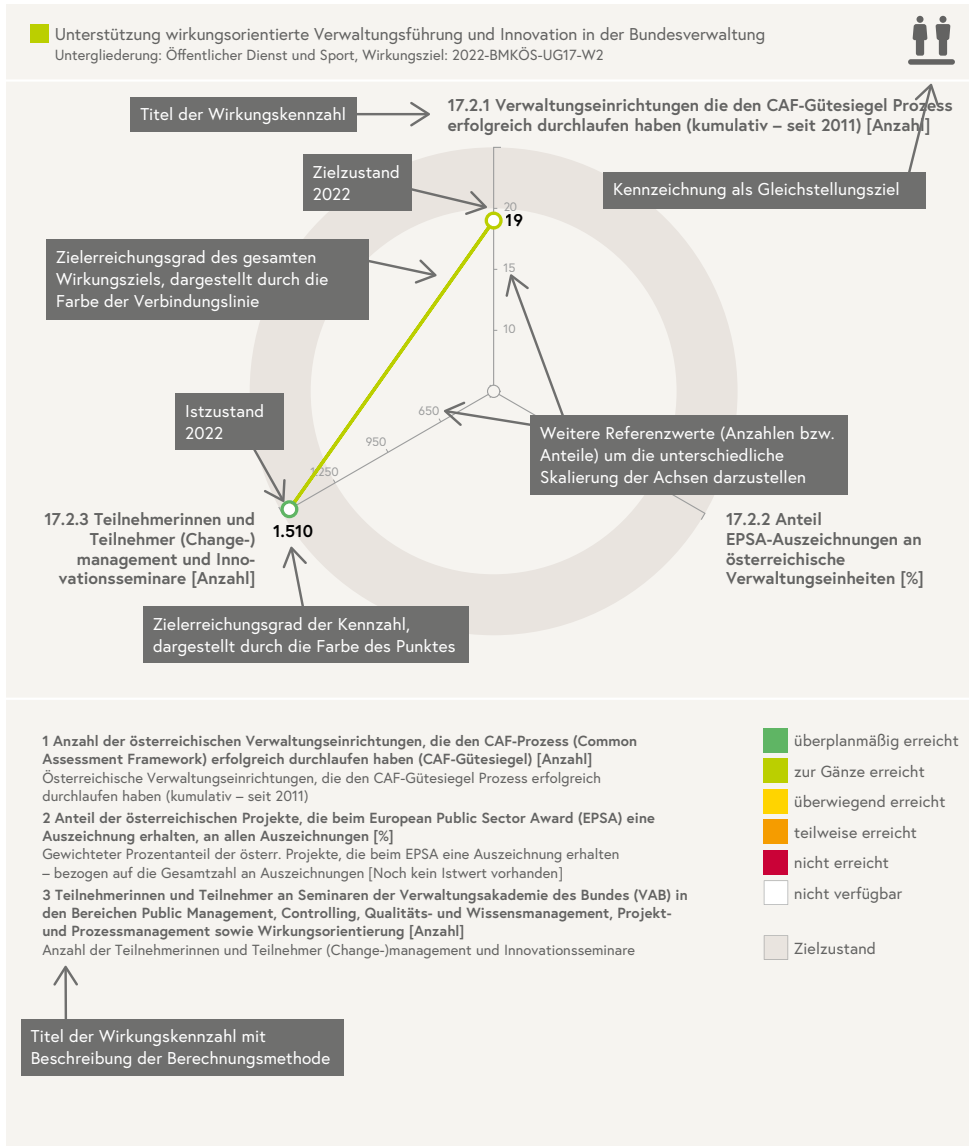 Unterstützung wirkungsorientierte Verwaltungsführung und Innovation in der Bundesverwaltung
Untergliederung: Öffentlicher Dienst und Sport, Wirkungsziel: 2022-BMKÖS-UG17-W2
Titel der Wirkungskennzahl
17.2.1 Verwaltungseinrichtungen die den CAF-Gütesiegel Prozess
erfolgreich durchlaufen haben (kumulativ – seit 2011) [Anzahl]
Zielzustand
2022
Kennzeichnung als Gleichstellungsziel
20
19
Zielerreichungsgrad des gesamten
Wirkungsziels, dargestellt durch die
Farbe der Verbindungslinie
15
10
Istzustand
2022
650
950
1.250
Weitere Referenzwerte (Anzahlen bzw.
Anteile) um die unterschiedliche
Skalierung der Achsen darzustellen
17.2.3 Teilnehmerinnen und
Teilnehmer (Change-)
management und Inno-
vationsseminare [Anzahl]
1.510
17.2.2 Anteil
EPSA-Auszeichnungen an
österreichische
Verwaltungseinheiten [%]
Zielerreichungsgrad der Kennzahl,
dargestellt durch die Farbe des Punktes
1 Anzahl der österreichischen Verwaltungseinrichtungen, die den CAF-Prozess (Common
Assessment Framework) erfolgreich durchlaufen haben (CAF-Gütesiegel) [Anzahl]
Österreichische Verwaltungseinrichtungen, die den CAF-Gütesiegel Prozess erfolgreich
durchlaufen haben (kumulativ – seit 2011)
2 Anteil der österreichischen Projekte, die beim European Public Sector Award (EPSA) eine
Auszeichnung erhalten, an allen Auszeichnungen [%]
Gewichteter Prozentanteil der österr. Projekte, die beim EPSA eine Auszeichnung erhalten
– bezogen auf die Gesamtzahl an Auszeichnungen [Noch kein Istwert vorhanden]
3 Teilnehmerinnen und Teilnehmer an Seminaren der Verwaltungsakademie des Bundes (VAB) in
den Bereichen Public Management, Controlling, Qualitäts- und Wissensmanagement, Projekt-
und Prozessmanagement sowie Wirkungsorientierung [Anzahl]
Anzahl der Teilnehmerinnen und Teilnehmer (Change-)management und Innovationsseminare
überplanmäßig erreicht
zur Gänze erreicht
überwiegend erreicht
teilweise erreicht
nicht erreicht
nicht verfügbar
Zielzustand
Titel der Wirkungskennzahl mit
Beschreibung der Berechnungsmethode